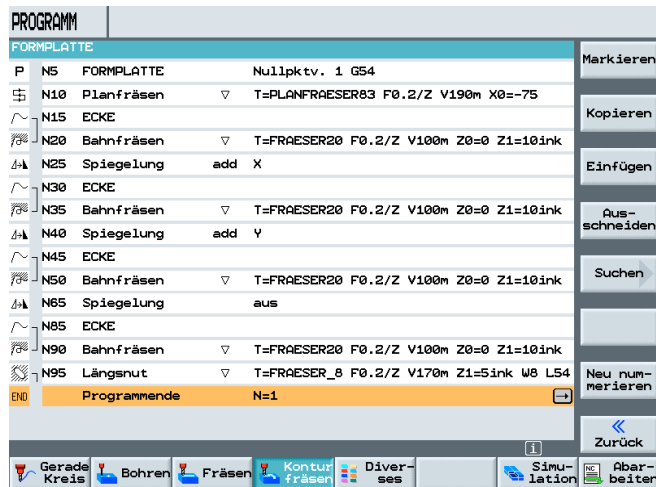 PROGRAMM
FORMPLATTE
P N5 FORMPLATTE Nullpktv. 1 G54
N10 Planfräsen ▽ T=PLANFRAESER83 F0.2/Z V190m X0=-75
N15 ECKE
N20 Bahnfräsen ▽ T=FRAESER20 F0.2/Z V100m Z0=0 Z1=10ink
N25 Spiegelung add X
N30 ECKE
N35 Bahnfräsen ▽ T=FRAESER20 F0.2/Z V100m Z0=0 Z1=10ink
N40 Spiegelung add Y
N45 ECKE
N50 Bahnfräsen ▽ T=FRAESER20 F0.2/Z V100m Z0=0 Z1=10ink
N65 Spiegelung aus
N85 ECKE
N90 Bahnfräsen ▽ T=FRAESER20 F0.2/Z V100m Z0=0 Z1=10ink
N95 Längsnut ▽ T=FRAESER_8 F0.2/Z V170m Z1=5ink W8 L54
END Programmende N=1
Markieren
Kopieren
Einfügen
Aus-
schneiden
Suchen
Neu num-
merieren
«
Zurück
i
Gerade
Kreis
Bohren
Fräsen
Kontur
fräsen
Diver-
ses
Simu-
lation
NC
Abar-
beiten